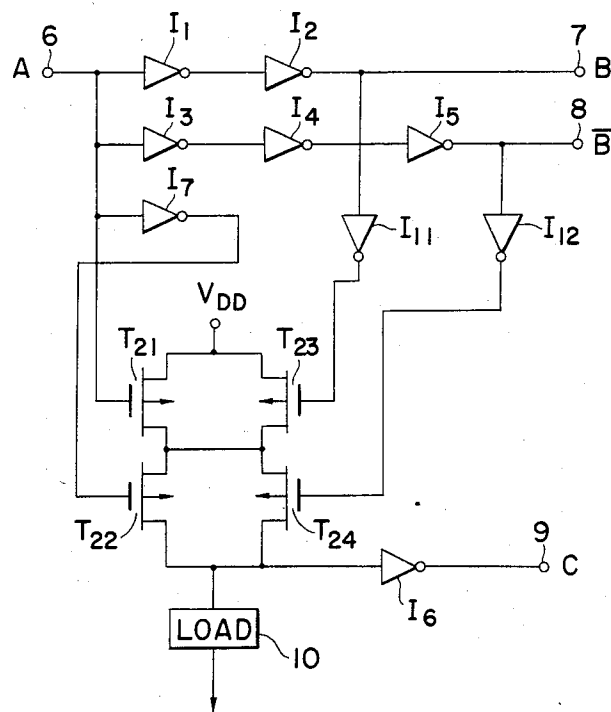 6 I1 I2 7
A B
I3 I4 I5 8
B̅
I7
I11 I12
VDD
T21 T23
T22 T24
9
C
I6
LOAD 10